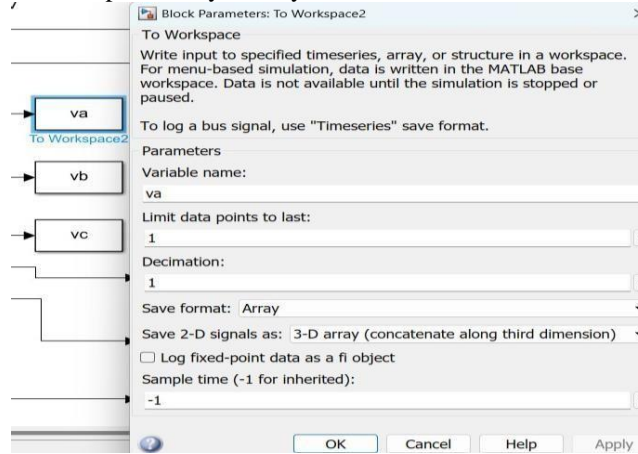 Block Parameters: To Workspace2
To Workspace
Write input to specified timeseries, array, or structure in a workspace.
For menu-based simulation, data is written in the MATLAB base
workspace. Data is not available until the simulation is stopped or
paused.
To log a bus signal, use "Timeseries" save format.
Parameters
Variable name:
va
Limit data points to last:
1
Decimation:
1
Save format: Array
Save 2-D signals as: 3-D array (concatenate along third dimension)
Log fixed-point data as a fi object
Sample time (-1 for inherited):
-1
OK Cancel Help Apply
va
To Workspace2
vb
vc